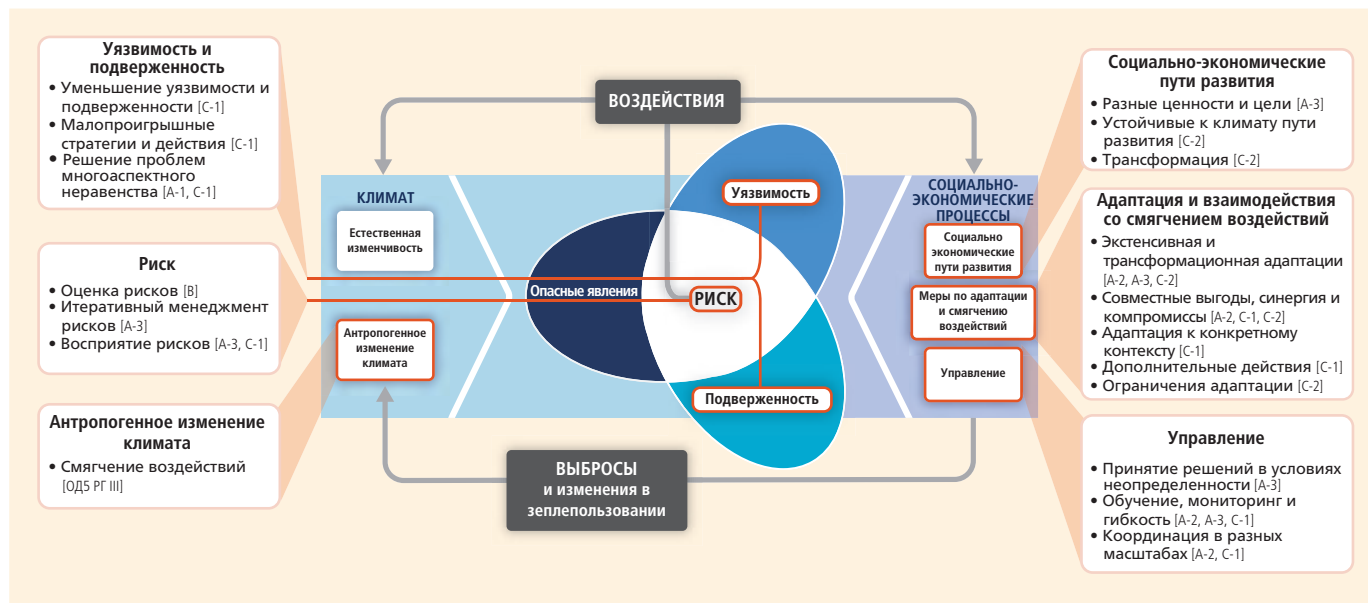 Уязвимость и
подверженность
• Уменьшение уязвимости и
подверженности [C-1]
• Малопроигрышные
стратегии и действия [C-1]
• Решение проблем
многоаспектного
неравенства [A-1, C-1]
Риск
• Оценка рисков [B]
• Итеративный менеджмент
рисков [A-3]
• Восприятие рисков [A-3, C-1]
Антропогенное изменение
климата
• Смягчение воздействий
[ОД5 РГ III]
ВОЗДЕЙСТВИЯ
КЛИМАТ
Естественная
изменчивость
Антропогенное
изменение
климата
Опасные явления
Уязвимость
РИСК
Подверженность
СОЦИАЛЬНО-
ЭКОНОМИЧЕСКИЕ
ПРОЦЕССЫ
Социально
экономические
пути развития
Меры по адаптации
и смягчению
воздействий
Управление
ВЫБРОСЫ
и изменения в
зеплепользовании
Социально-экономические
пути развития
• Разные ценности и цели [A-3]
• Устойчивые к климату пути
развития [C-2]
• Трансформация [C-2]
Адаптация и взаимодействия
со смягчением воздействий
• Экстенсивная и
трансформационная адаптации
[A-2, A-3, C-2]
• Совместные выгоды, синергия и
компромиссы [A-2, C-1, C-2]
• Адаптация к конкретному
контексту [C-1]
• Дополнительные действия [C-1]
• Ограничения адаптации [C-2]
Управление
• Принятие решений в условиях
неопределенности [A-3]
• Обучение, мониторинг и
гибкость [A-2, A-3, C-1]
• Координация в разных
масштабах [A-2, C-1]